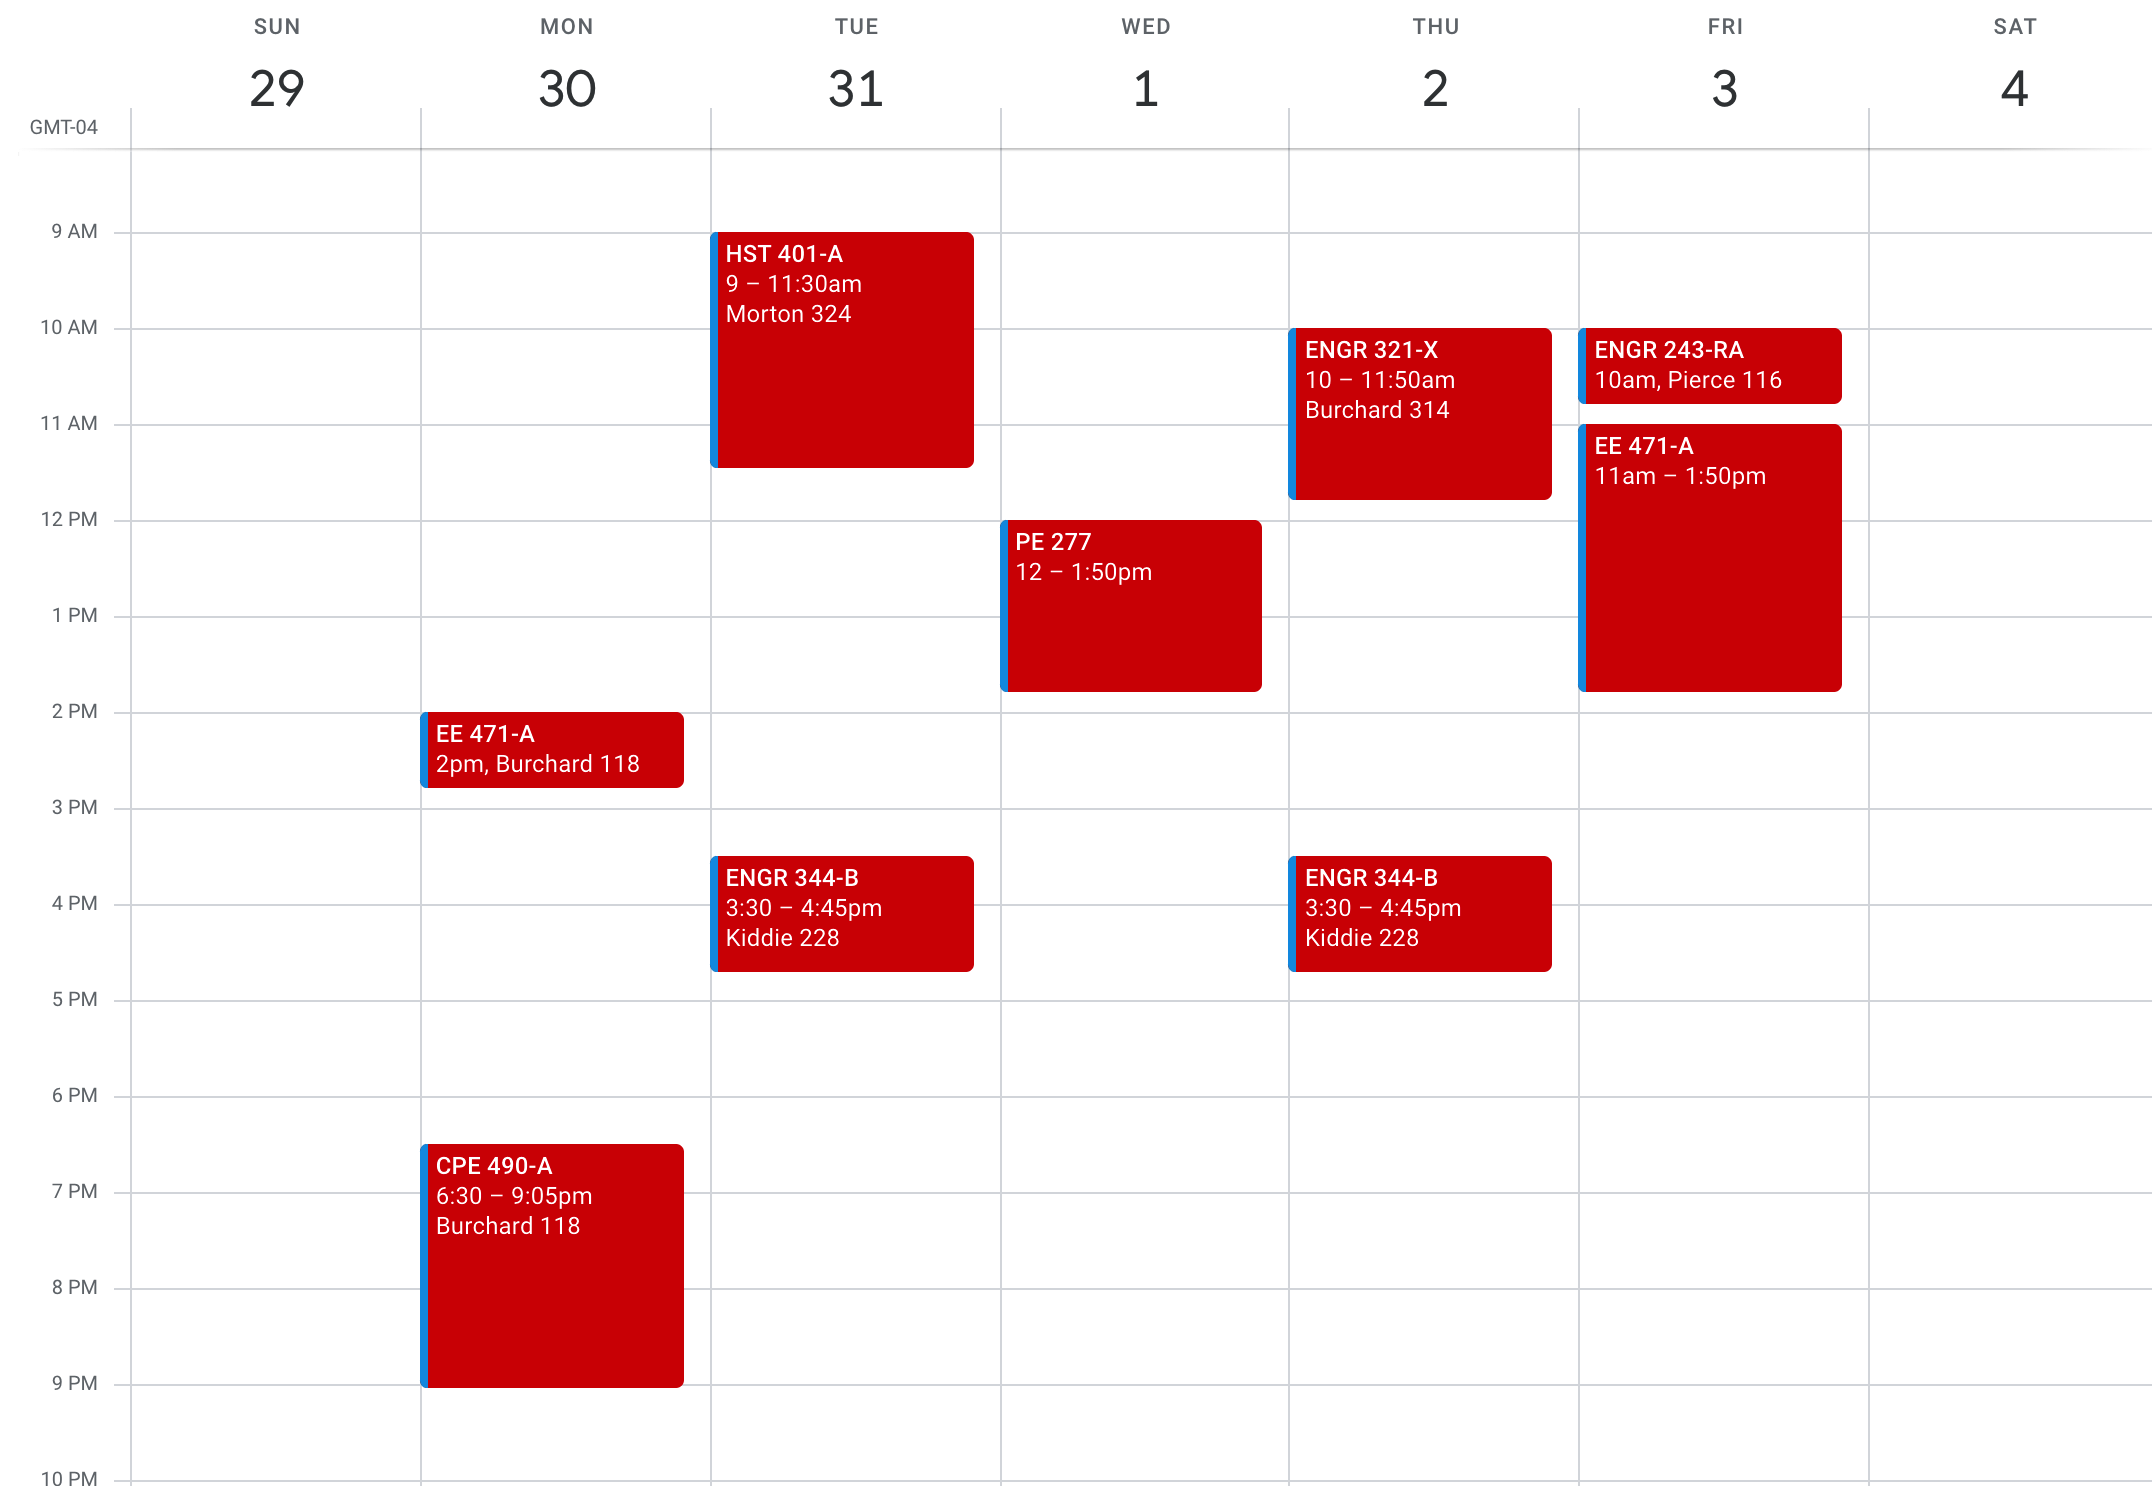 SUN MON TUE WED THU FRI SAT
29 30 31 1 2 3 4
GMT-04
9 AM
HST 401-A
9 – 11:30am
Morton 324
10 AM
ENGR 321-X
10 – 11:50am
Burchard 314
ENGR 243-RA
10am, Pierce 116
11 AM
EE 471-A
11am – 1:50pm
12 PM
PE 277
12 – 1:50pm
1 PM
2 PM
EE 471-A
2pm, Burchard 118
3 PM
ENGR 344-B
3:30 – 4:45pm
Kiddie 228
ENGR 344-B
3:30 – 4:45pm
Kiddie 228
4 PM
5 PM
6 PM
CPE 490-A
6:30 – 9:05pm
Burchard 118
7 PM
8 PM
9 PM
10 PM